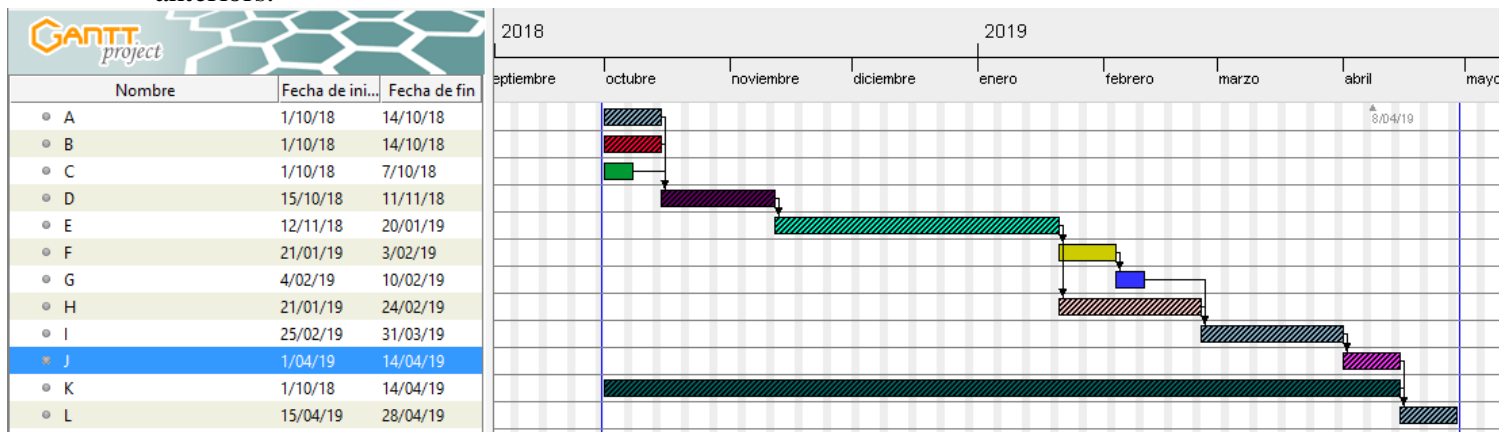 anteriors.
GANTT
project
2018
2019
eptiembre octubre noviembre diciembre enero febrero marzo abril mayo
Nombre Fecha de ini... Fecha de fin
8/04/19
A 1/10/18 14/10/18
B 1/10/18 14/10/18
C 1/10/18 7/10/18
D 15/10/18 11/11/18
E 12/11/18 20/01/19
F 21/01/19 3/02/19
G 4/02/19 10/02/19
H 21/01/19 24/02/19
I 25/02/19 31/03/19
J 1/04/19 14/04/19
K 1/10/18 14/04/19
L 15/04/19 28/04/19